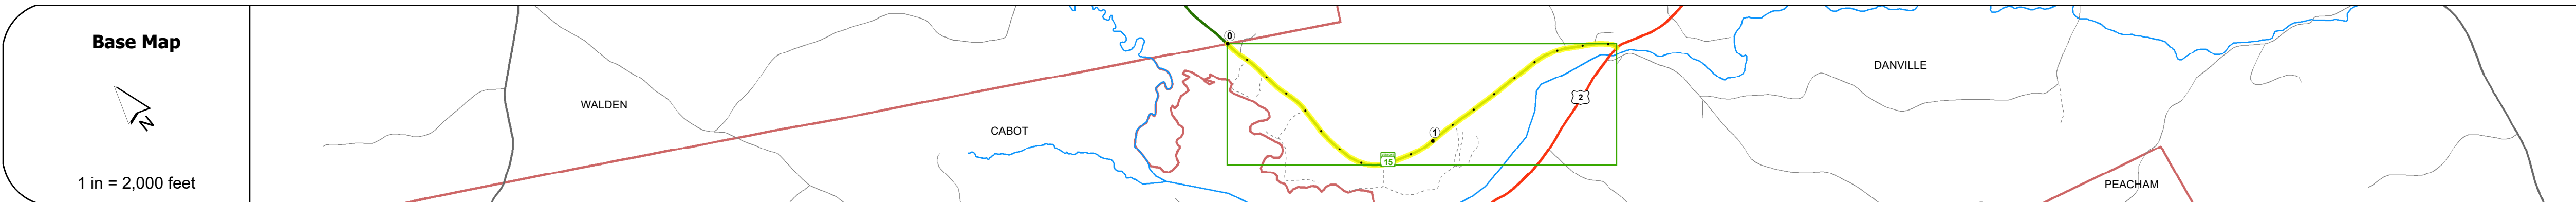 Base Map
N
1 in = 2,000 feet
WALDEN
CABOT
0
15
1
2
DANVILLE
PEACHAM